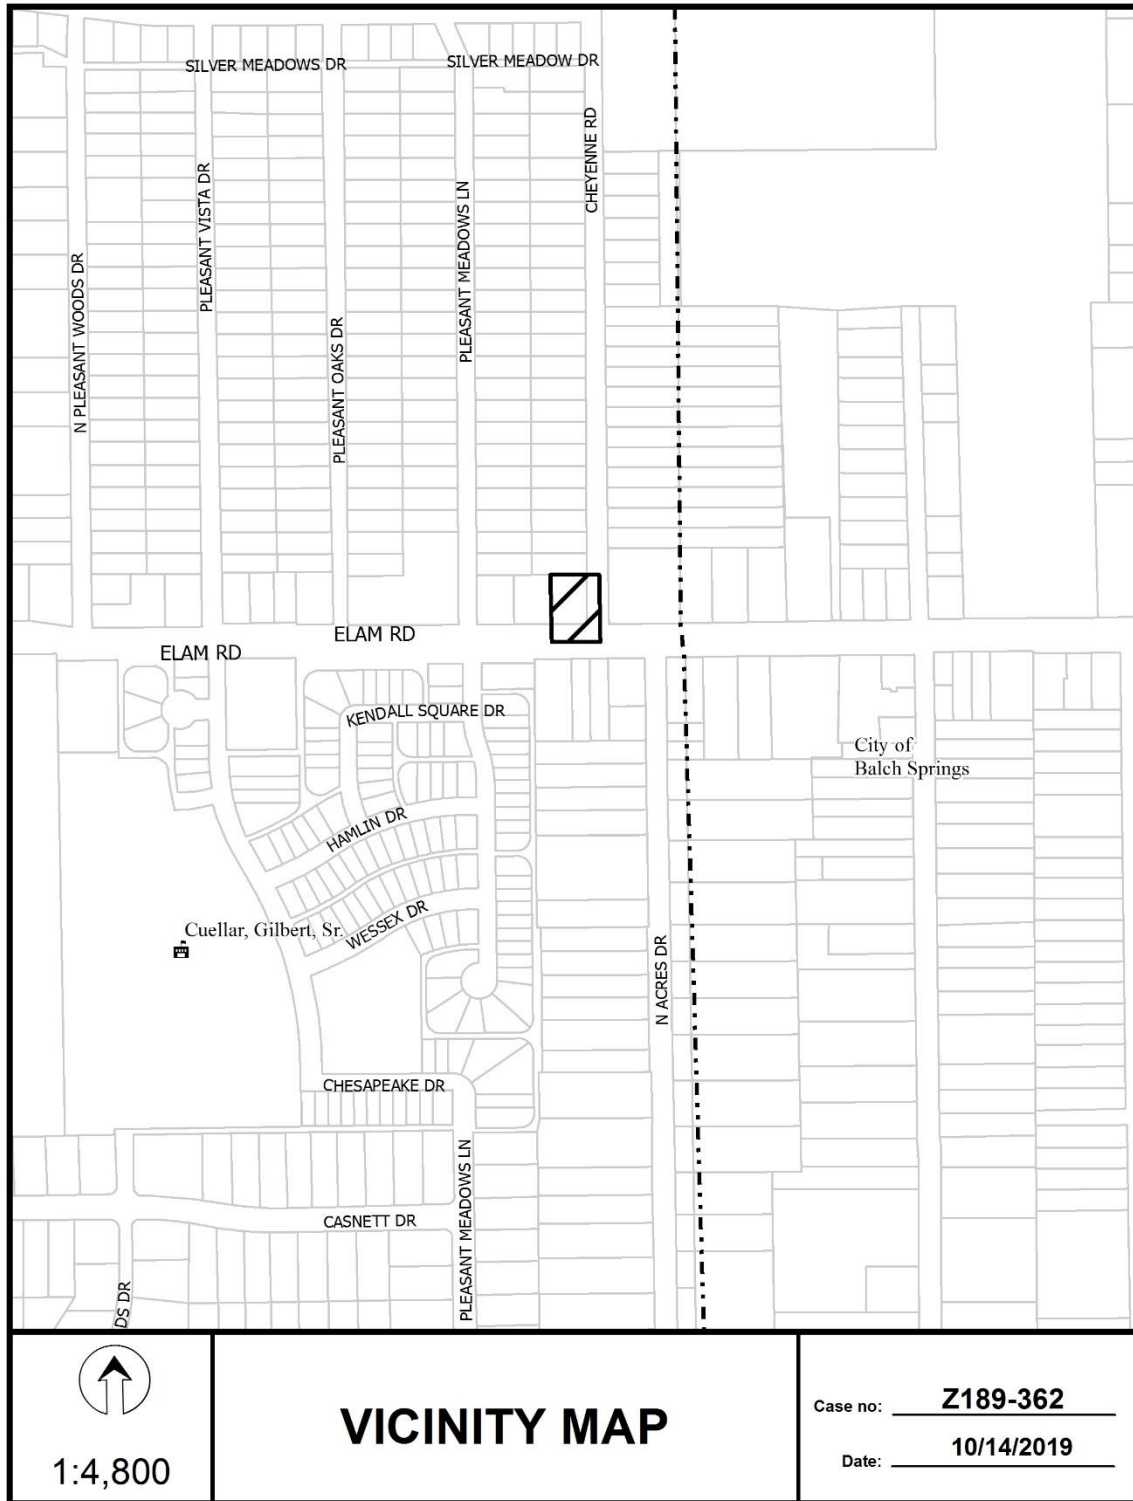 SILVER MEADOWS DR
SILVER MEADOW DR
CHEYENNE RD
PLEASANT VISTA DR
PLEASANT MEADOWS LN
N PLEASANT WOODS DR
PLEASANT OAKS DR
ELAM RD
ELAM RD
KENDALL SQUARE DR
City of
Balch Springs
HAMLIN DR
WESSEX DR
Cuellar, Gilbert, Sr.
N ACRES DR
CHESAPEAKE DR
PLEASANT MEADOWS LN
CASNETT DR
DS DR
1:4,800
VICINITY MAP
Case no: Z189-362
Date: 10/14/2019